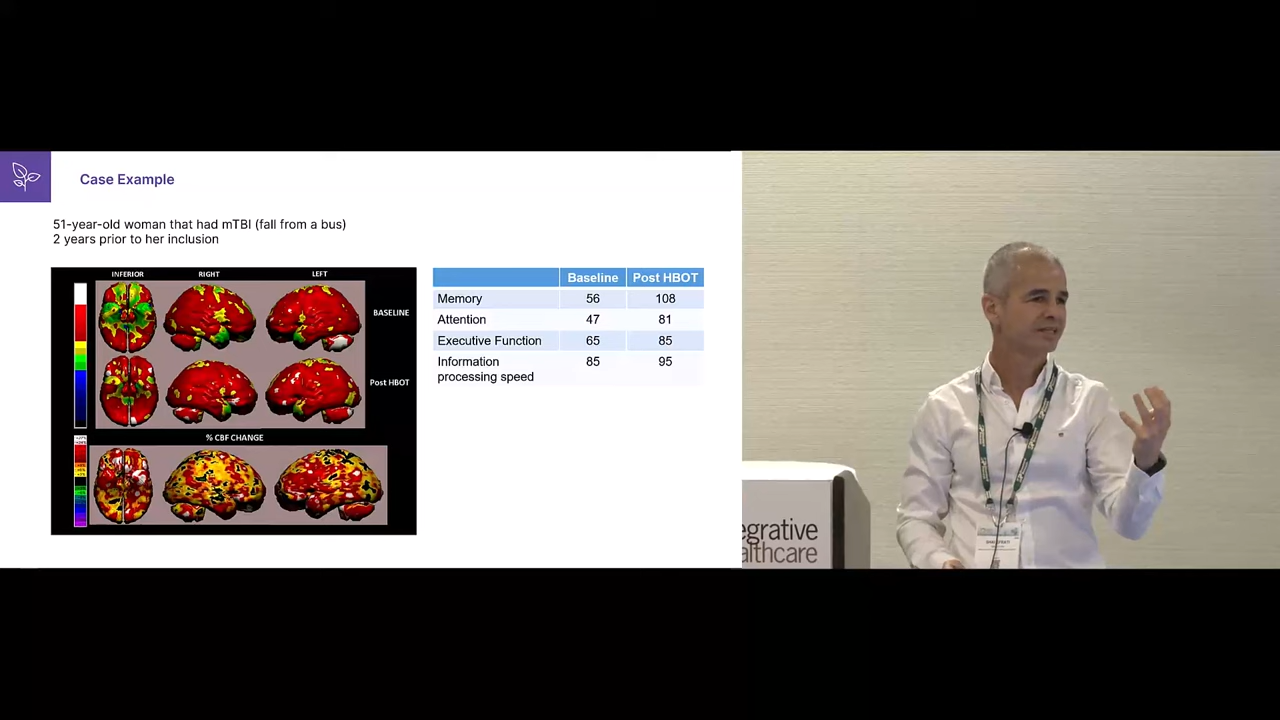 Case Example
51-year-old woman that had mTBI (fall from a bus)
2 years prior to her inclusion
INFERIOR RIGHT LEFT
BASELINE
Post HBOT
% CBF CHANGE
Baseline Post HBOT
Memory 56 108
Attention 47 81
Executive Function 65 85
Information 85 95
processing speed
egrative
althcare